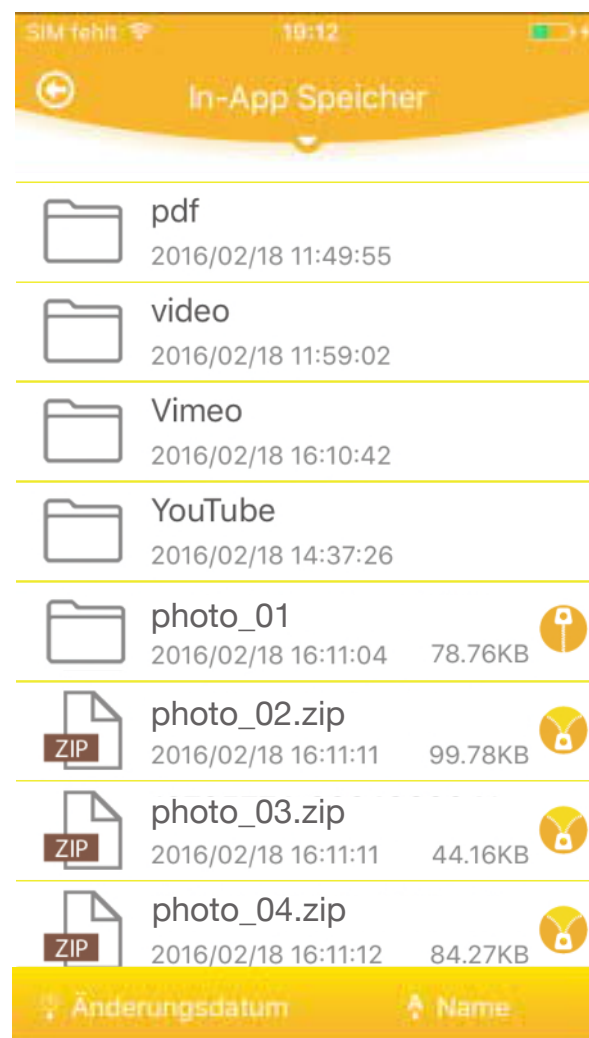 SIM fehlt 19:12
In-App Speicher
pdf
2016/02/18 11:49:55
video
2016/02/18 11:59:02
Vimeo
2016/02/18 16:10:42
YouTube
2016/02/18 14:37:26
photo_01
2016/02/18 16:11:04 78.76KB
photo_02.zip
ZIP
2016/02/18 16:11:11 99.78KB
photo_03.zip
ZIP
2016/02/18 16:11:11 44.16KB
photo_04.zip
ZIP
2016/02/18 16:11:12 84.27KB
Änderungsdatum Name